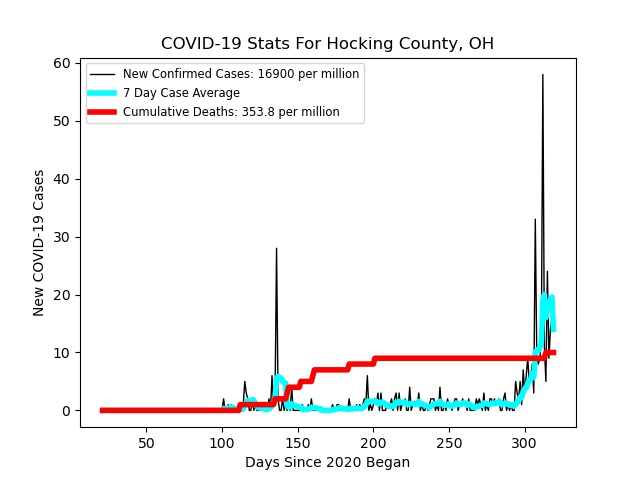 COVID-19 Stats For Hocking County, OH
New Confirmed Cases: 16900 per million
7 Day Case Average
Cumulative Deaths: 353.8 per million
New COVID-19 Cases
60
50
40
30
20
10
0
50 100 150 200 250 300
Days Since 2020 Began